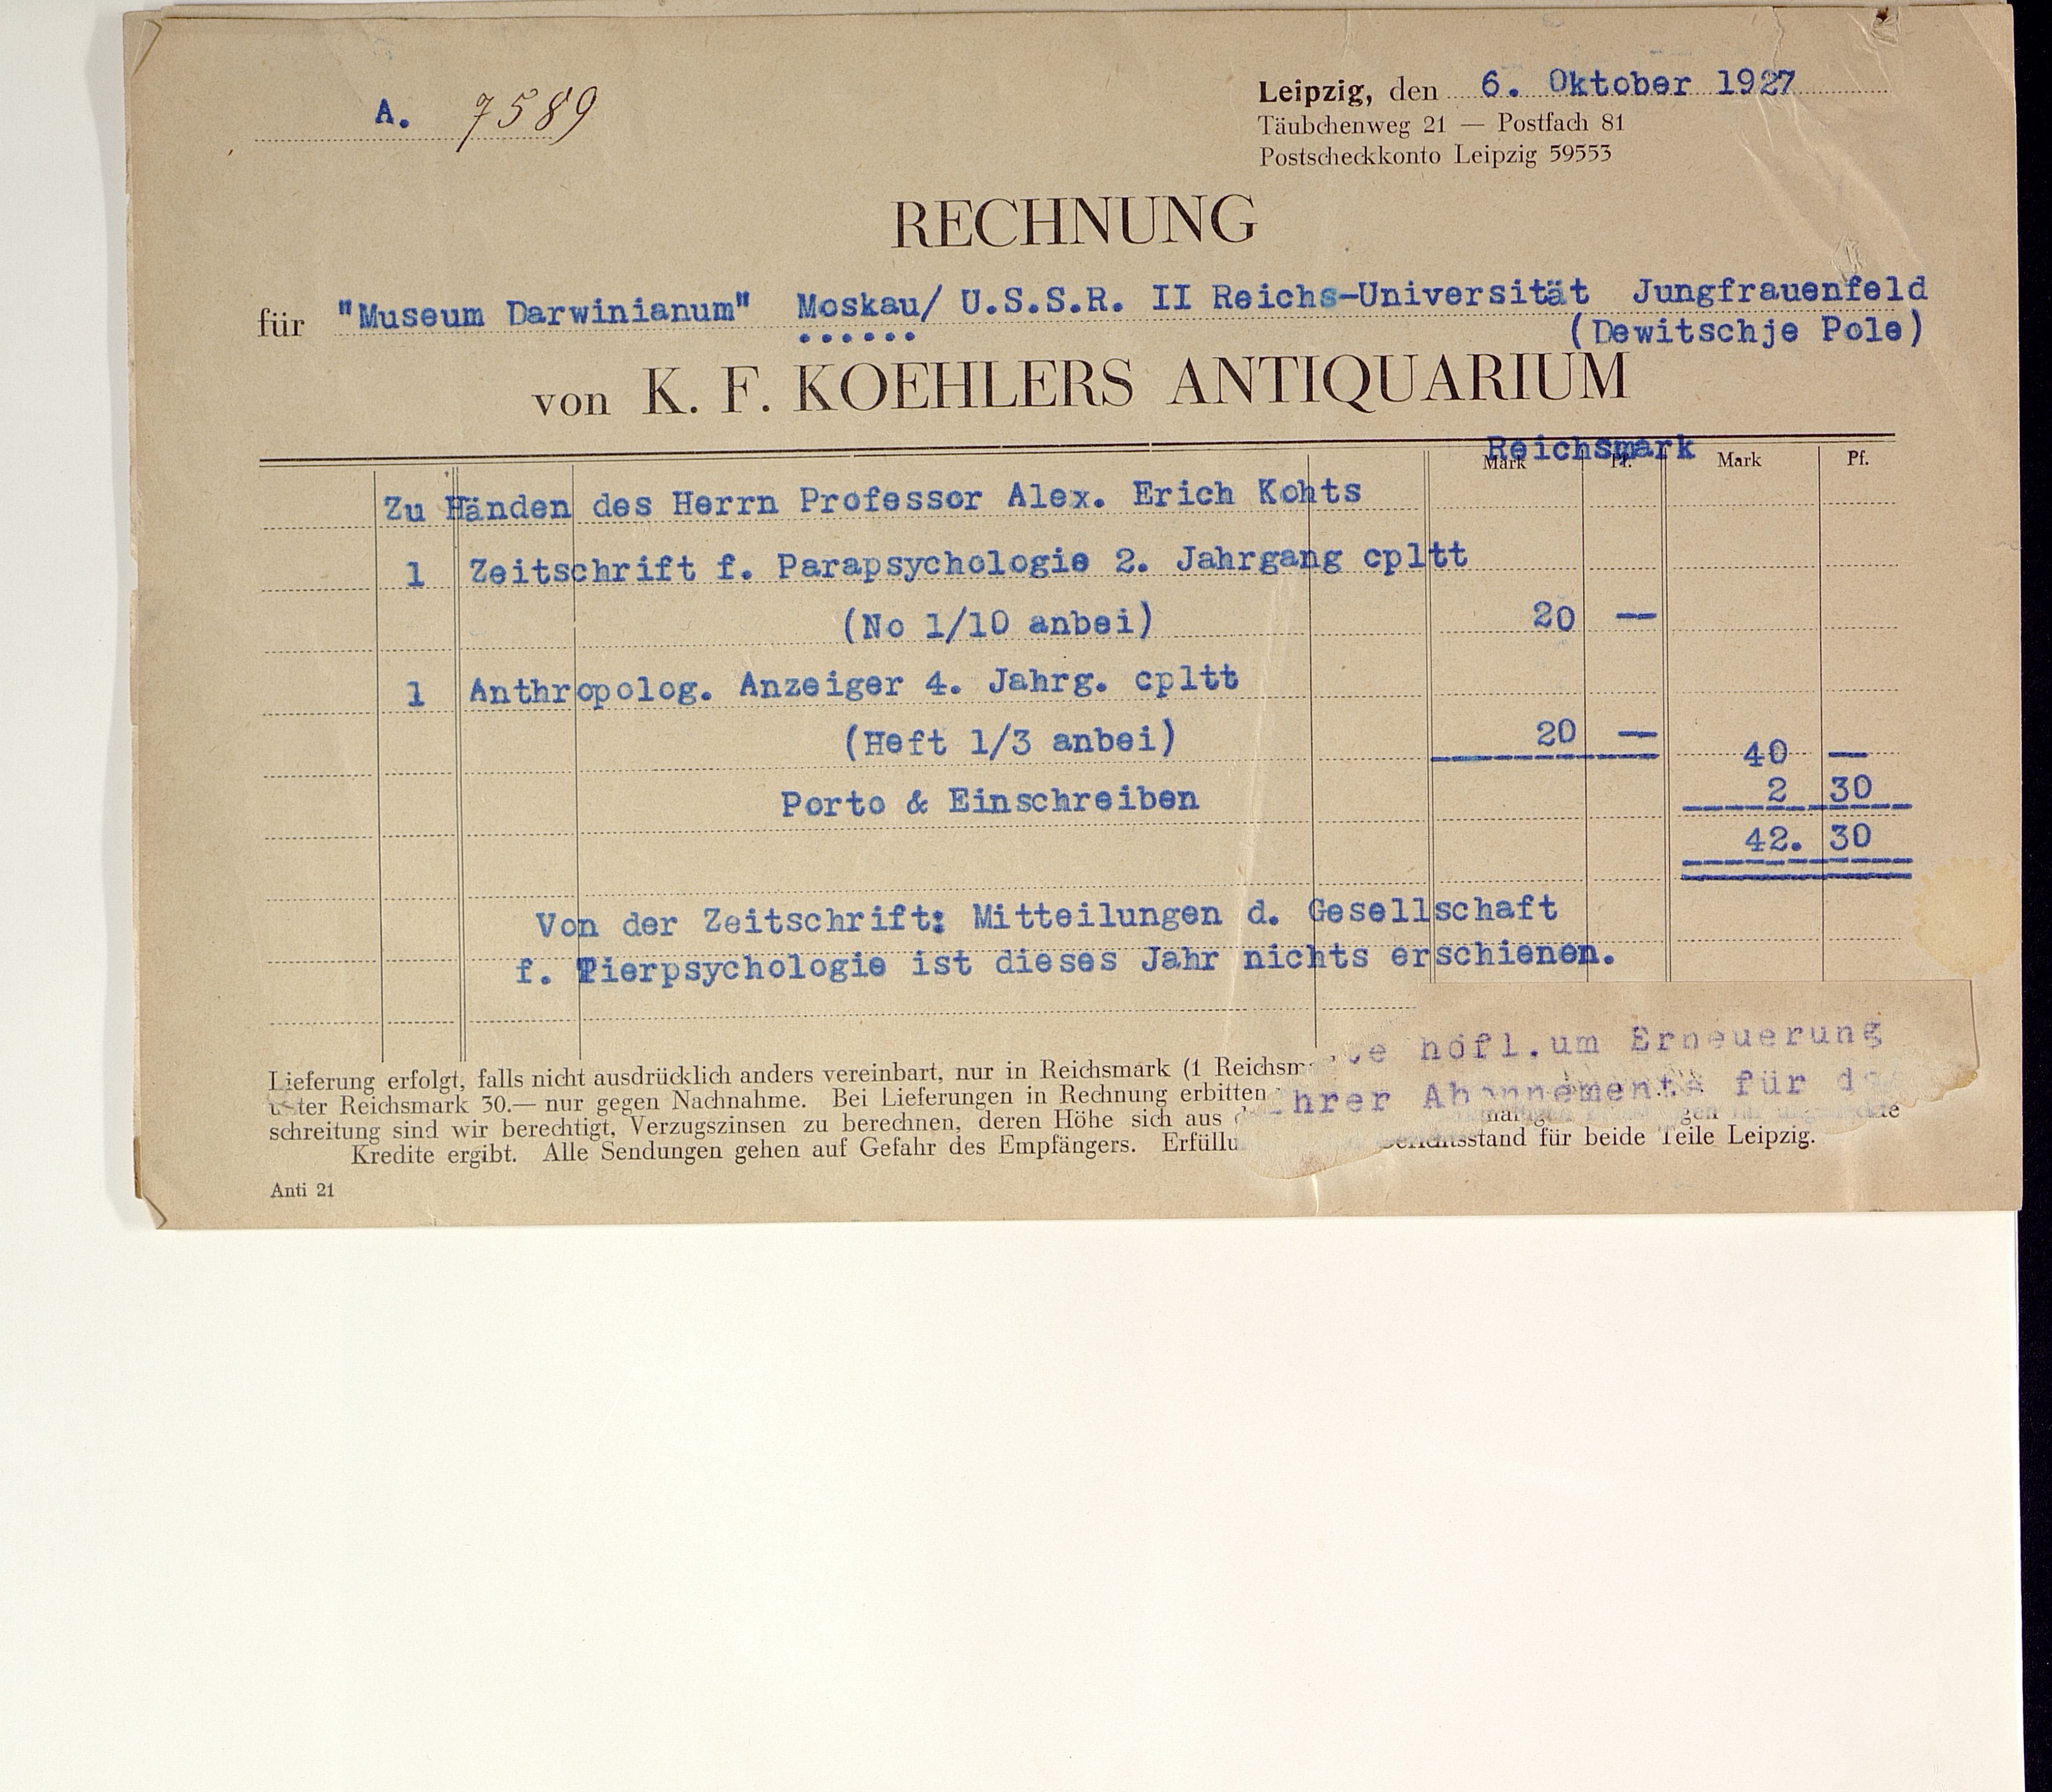 A. 7589
Leipzig, den 6. Oktober 1927
Täubchenweg 21 — Postfach 81
Postscheckkonto Leipzig 59553
RECHNUNG
für "Museum Darwinianum" Moskau/ U.S.S.R. II Reichs-Universität Jungfrauenfeld
(Dewitschje Pole)
von K. F. KOEHLERS ANTIQUARIUM
Reichsmark
Mark Pf. Mark Pf.
Zu Händen des Herrn Professor Alex. Erich Kohts
1 Zeitschrift f. Parapsychologie 2. Jahrgang cpltt
(No 1/10 anbei) 20 —
1 Anthropolog. Anzeiger 4. Jahrg. cpltt
(Heft 1/3 anbei) 20 — 40 —
Porto & Einschreiben 2 30
42. 30
Von der Zeitschrift: Mitteilungen d. Gesellschaft
f. Tierpsychologie ist dieses Jahr nichts erschienen.
höfl.um Erneuerung
Ihrer Abonnements für
Lieferung erfolgt, falls nicht ausdrücklich anders vereinbart, nur in Reichsmark (1
unter Reichsmark 30.— nur gegen Nachnahme. Bei Lieferungen in Rechnung erbitten
schreitung sind wir berechtigt, Verzugszinsen zu berechnen, deren Höhe sich aus
Kredite ergibt. Alle Sendungen gehen auf Gefahr des Empfängers. für beide Teile Leipzig.
Anti 21